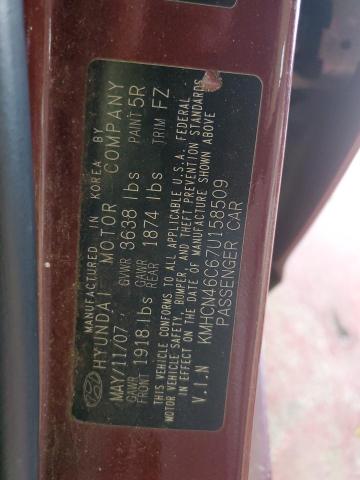 MANUFACTURED IN KOREA BY
HYUNDAI MOTOR COMPANY
MAY/11/07 GVWR 3638 lbs PAINT 5R
GAWR FRONT 1918.lbs GAWR REAR 1874 lbs TRIM FZ
THIS VEHICLE CONFORMS TO ALL APPLICABLE U.S.A. FEDERAL
MOTOR VEHICLE SAFETY, BUMPER, AND THEFT PREVENTION STANDARDS
IN EFFECT ON THE DATE OF MANUFACTURE SHOWN ABOVE
V.I.N KMHCN46C67U158509
PASSENGER CAR